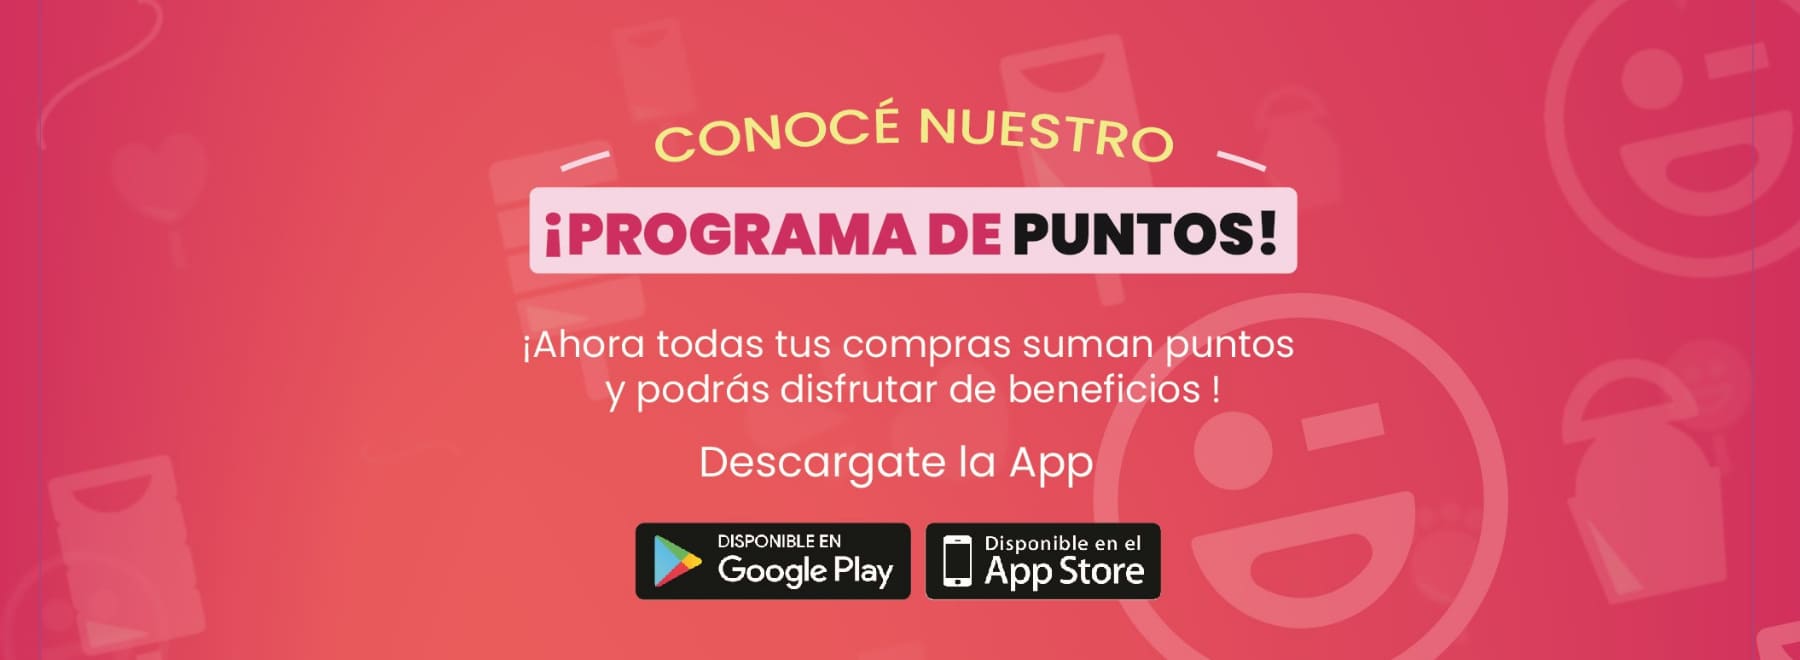 CONOCÉ NUESTRO
¡PROGRAMA DE PUNTOS!
¡Ahora todas tus compras suman puntos
y podrás disfrutar de beneficios !
Descargate la App
DISPONIBLE EN
Google Play
Disponible en el
App Store